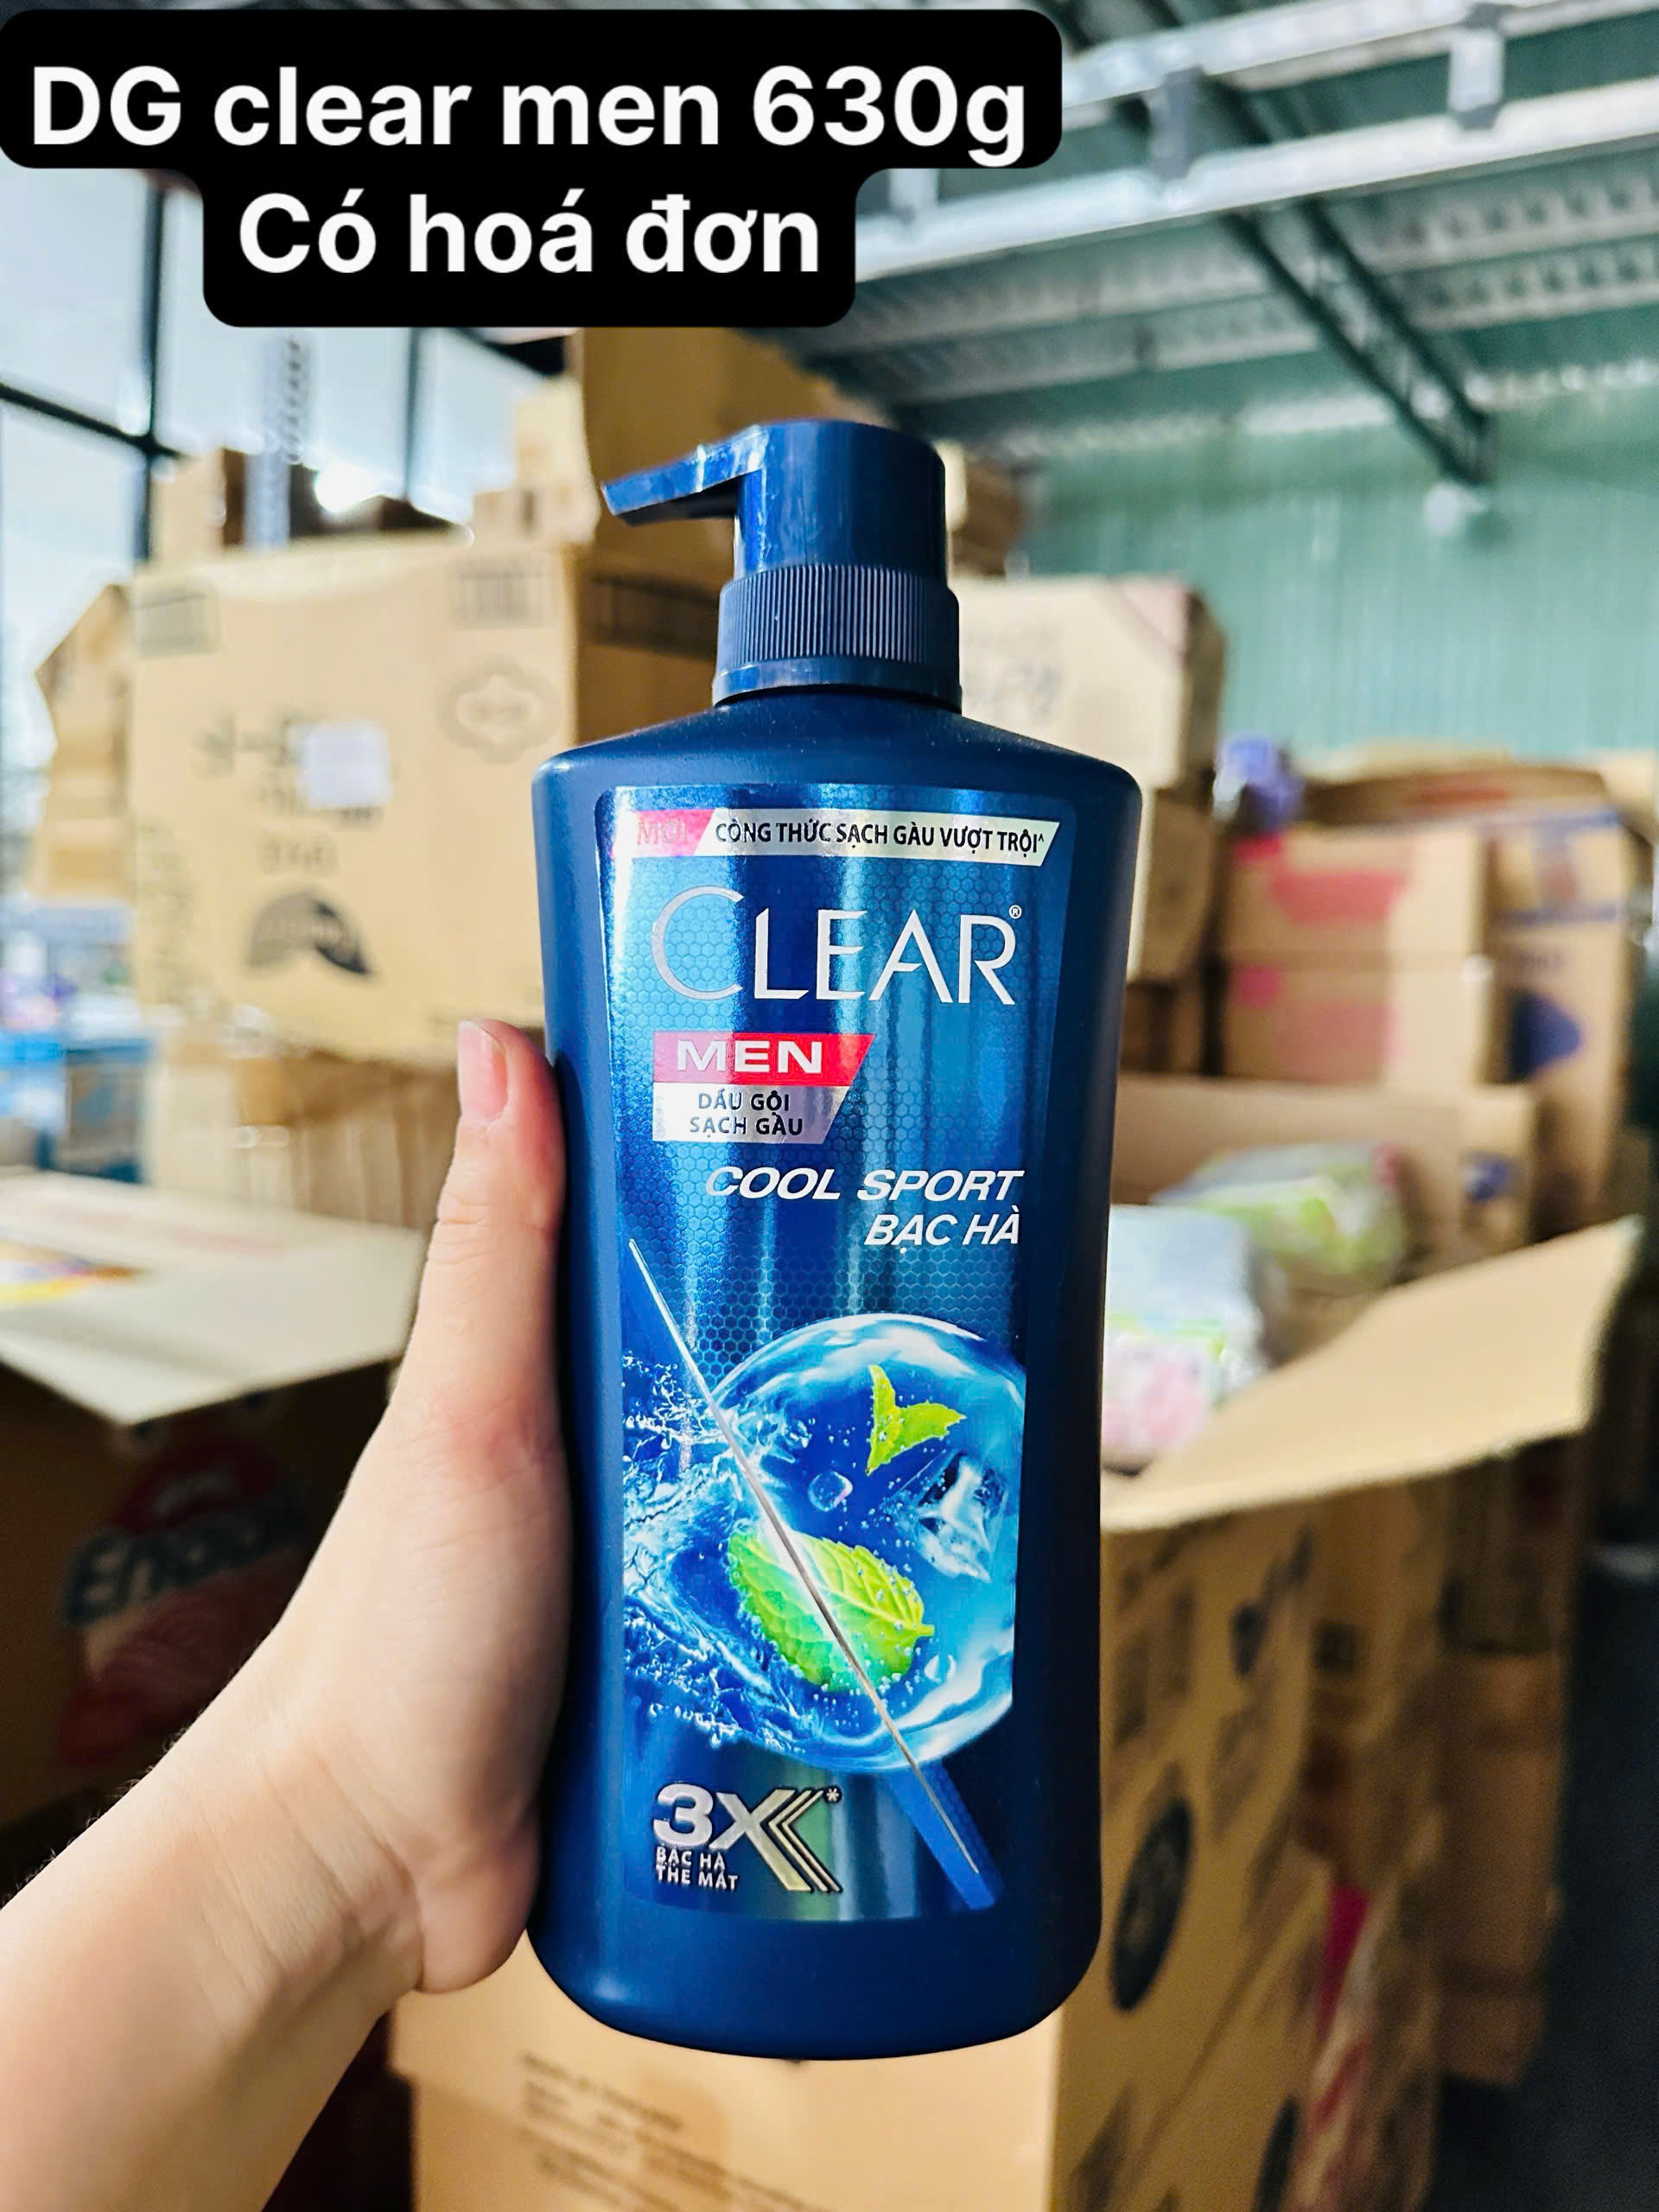 DG clear men 630g
Có hoá đơn
MỚI CÔNG THỨC SẠCH GÀU VƯỢT TRỘI^
CLEAR®
MEN
DẦU GỘI
SẠCH GÀU
COOL SPORT
BẠC HÀ
3X*
BẠC HÀ
THE MÁT